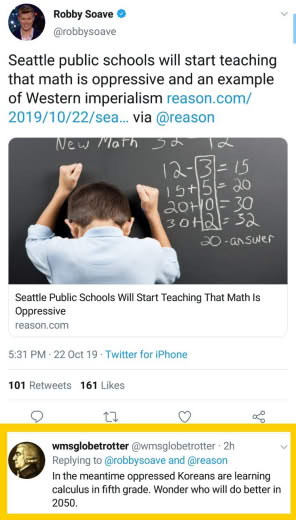 Robby Soave
@robbysoave
Seattle public schools will start teaching
that math is oppressive and an example
of Western imperialism reason.com/
2019/10/22/sea… via @reason
New Math 32 12
12-3=15
15+5=20
20+10=30
30+2=32
20-answer
Seattle Public Schools Will Start Teaching That Math Is
Oppressive
reason.com
5:31 PM · 22 Oct 19 · Twitter for iPhone
101 Retweets 161 Likes
wmsglobetrotter @wmsglobetrotter · 2h
Replying to @robbysoave and @reason
In the meantime oppressed Koreans are learning
calculus in fifth grade. Wonder who will do better in
2050.